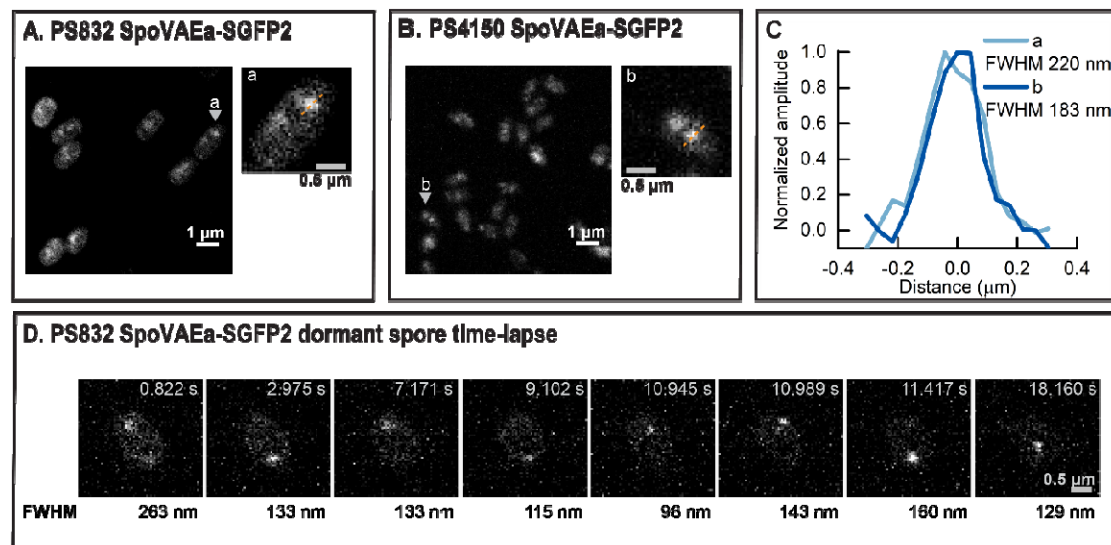 A. PS832 SpoVAEa-SGFP2
a
a
1 µm
0.5 µm
B. PS4150 SpoVAEa-SGFP2
b
b
1 µm
0.5 µm
C
a
FWHM 220 nm
b
FWHM 183 nm
Normalized amplitude
1.0
0.8
0.6
0.4
0.2
0.0
-0.4 -0.2 0.0 0.2 0.4
Distance (µm)
D. PS832 SpoVAEa-SGFP2 dormant spore time-lapse
0.822 s 2.975 s 7.171 s 9.102 s 10.945 s 10.989 s 11.417 s 18.160 s
0.5 µm
FWHM 263 nm 133 nm 133 nm 115 nm 96 nm 143 nm 160 nm 129 nm